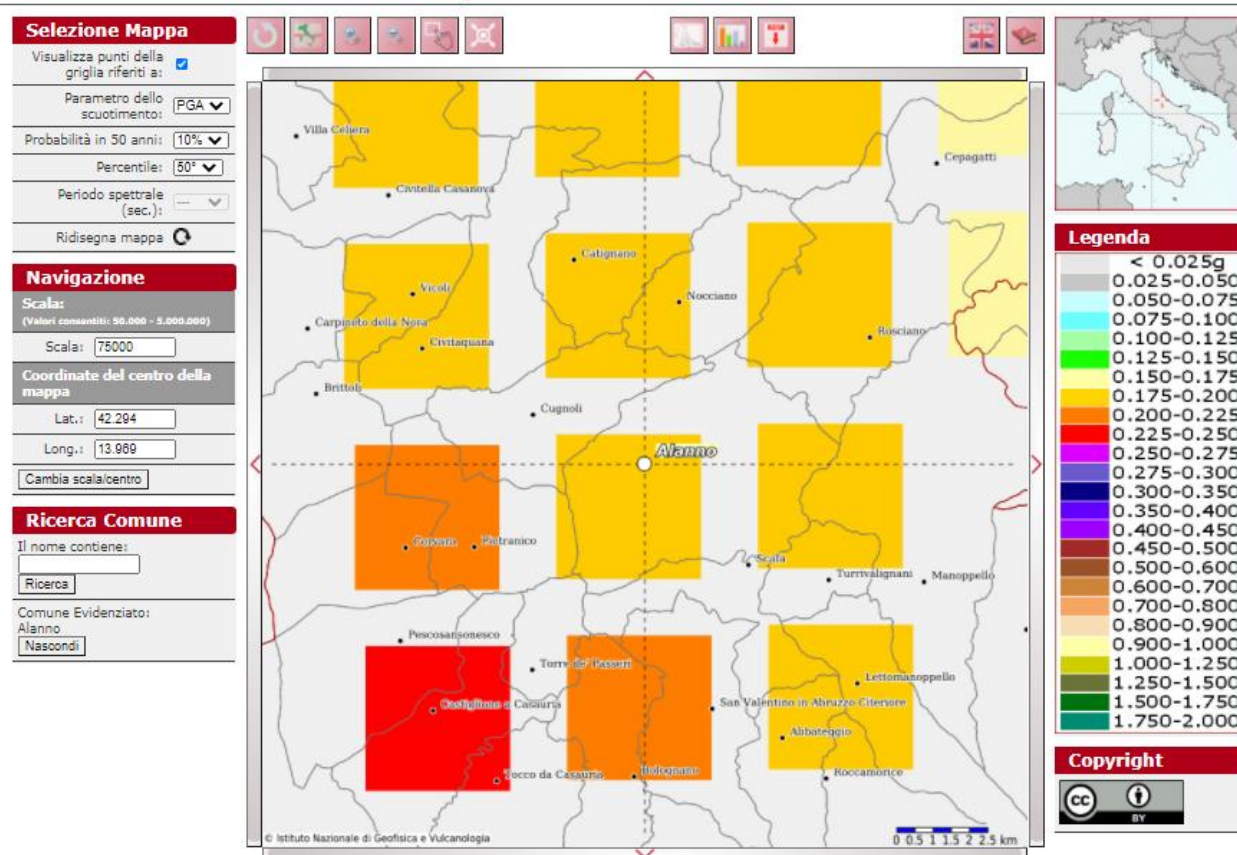 Selezione Mappa
Visualizza punti della
griglia riferiti a:
Parametro dello
scuotimento:
PGA
Probabilità in 50 anni:
10%
Percentile:
50°
Periodo spettrale
(sec.):
---
Ridisegna mappa
Navigazione
Scala:
(Valori consentiti: 50.000 - 5.000.000)
Scala:
75000
Coordinate del centro della
mappa
Lat.:
42.294
Long.:
13.969
Cambia scala/centro
Ricerca Comune
Il nome contiene:
Ricerca
Comune Evidenziato:
Alanno
Nascondi
Villa Celiera
Cepagatti
Civitella Casanova
Catignano
Vicoli
Nocciano
Carpineto della Nora
Rosciano
Civitaquana
Brittoli
Cugnoli
Alanno
Corvara
Pietranico
Scafa
Turrivalignani
Manoppello
Pescosansonesco
Torre de' Passeri
Lettomanoppello
Castiglione a Casauria
San Valentino in Abruzzo Citeriore
Abbateggio
Tocco da Casauria
Bolognano
Roccamorice
© Istituto Nazionale di Geofisica e Vulcanologia
0 0.5 1 1.5 2 2.5 km
Legenda
< 0.025g
0.025-0.050
0.050-0.075
0.075-0.100
0.100-0.125
0.125-0.150
0.150-0.175
0.175-0.200
0.200-0.225
0.225-0.250
0.250-0.275
0.275-0.300
0.300-0.350
0.350-0.400
0.400-0.450
0.450-0.500
0.500-0.600
0.600-0.700
0.700-0.800
0.800-0.900
0.900-1.000
1.000-1.250
1.250-1.500
1.500-1.750
1.750-2.000
Copyright
cc
BY